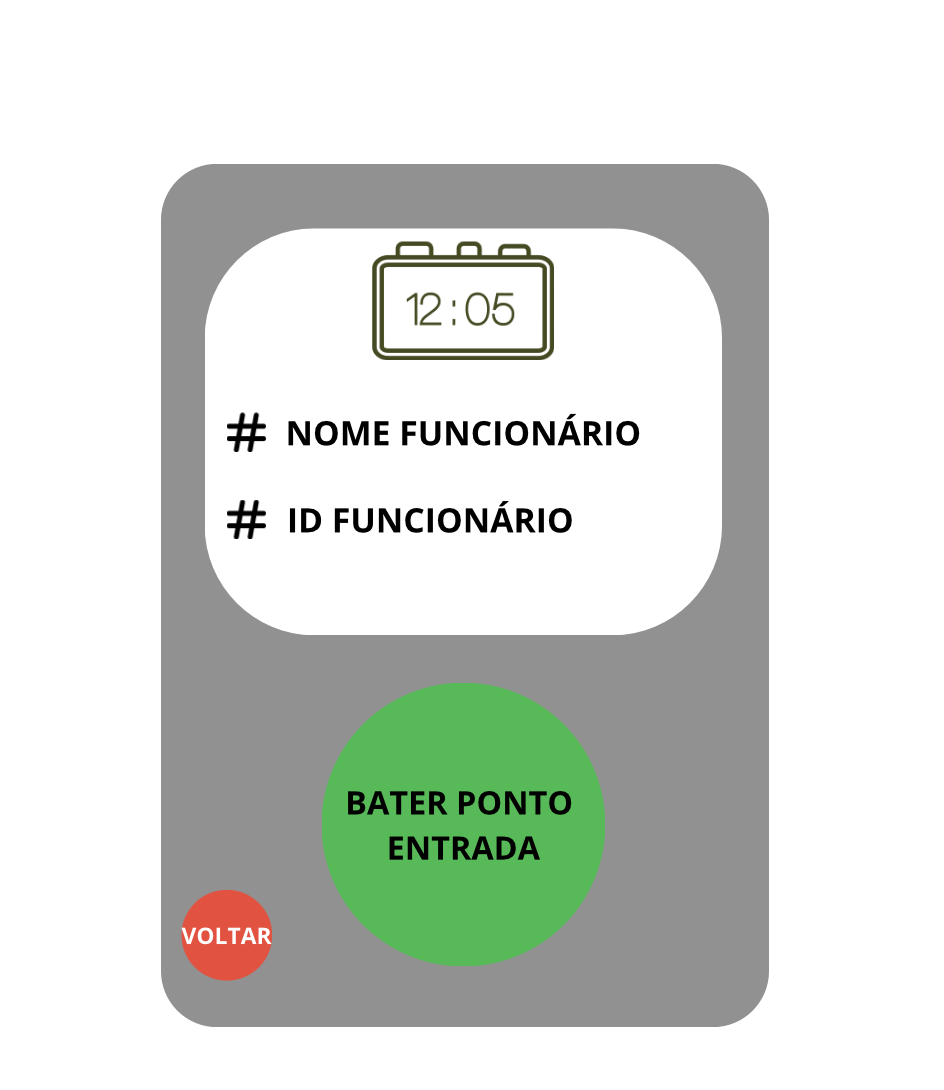 12:05
# NOME FUNCIONÁRIO
# ID FUNCIONÁRIO
BATER PONTO
ENTRADA
VOLTAR